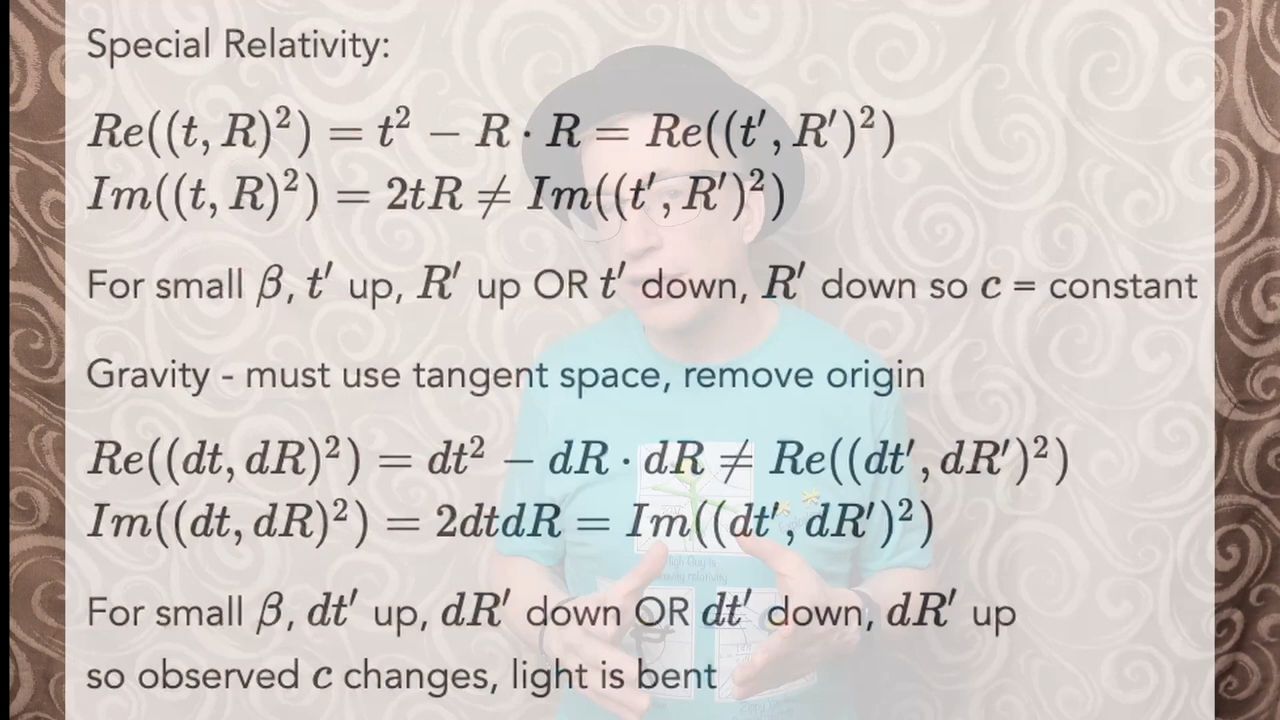 Special Relativity:
Re((t, R)²) = t² − R · R = Re((t′, R′)²)
Im((t, R)²) = 2tR ≠ Im((t′, R′)²)
For small β, t′ up, R′ up OR t′ down, R′ down so c = constant
Gravity - must use tangent space, remove origin
Re((dt, dR)²) = dt² − dR · dR ≠ Re((dt′, dR′)²)
Im((dt, dR)²) = 2dtdR = Im((dt′, dR′)²)
For small β, dt′ up, dR′ down OR dt′ down, dR′ up
so observed c changes, light is bent